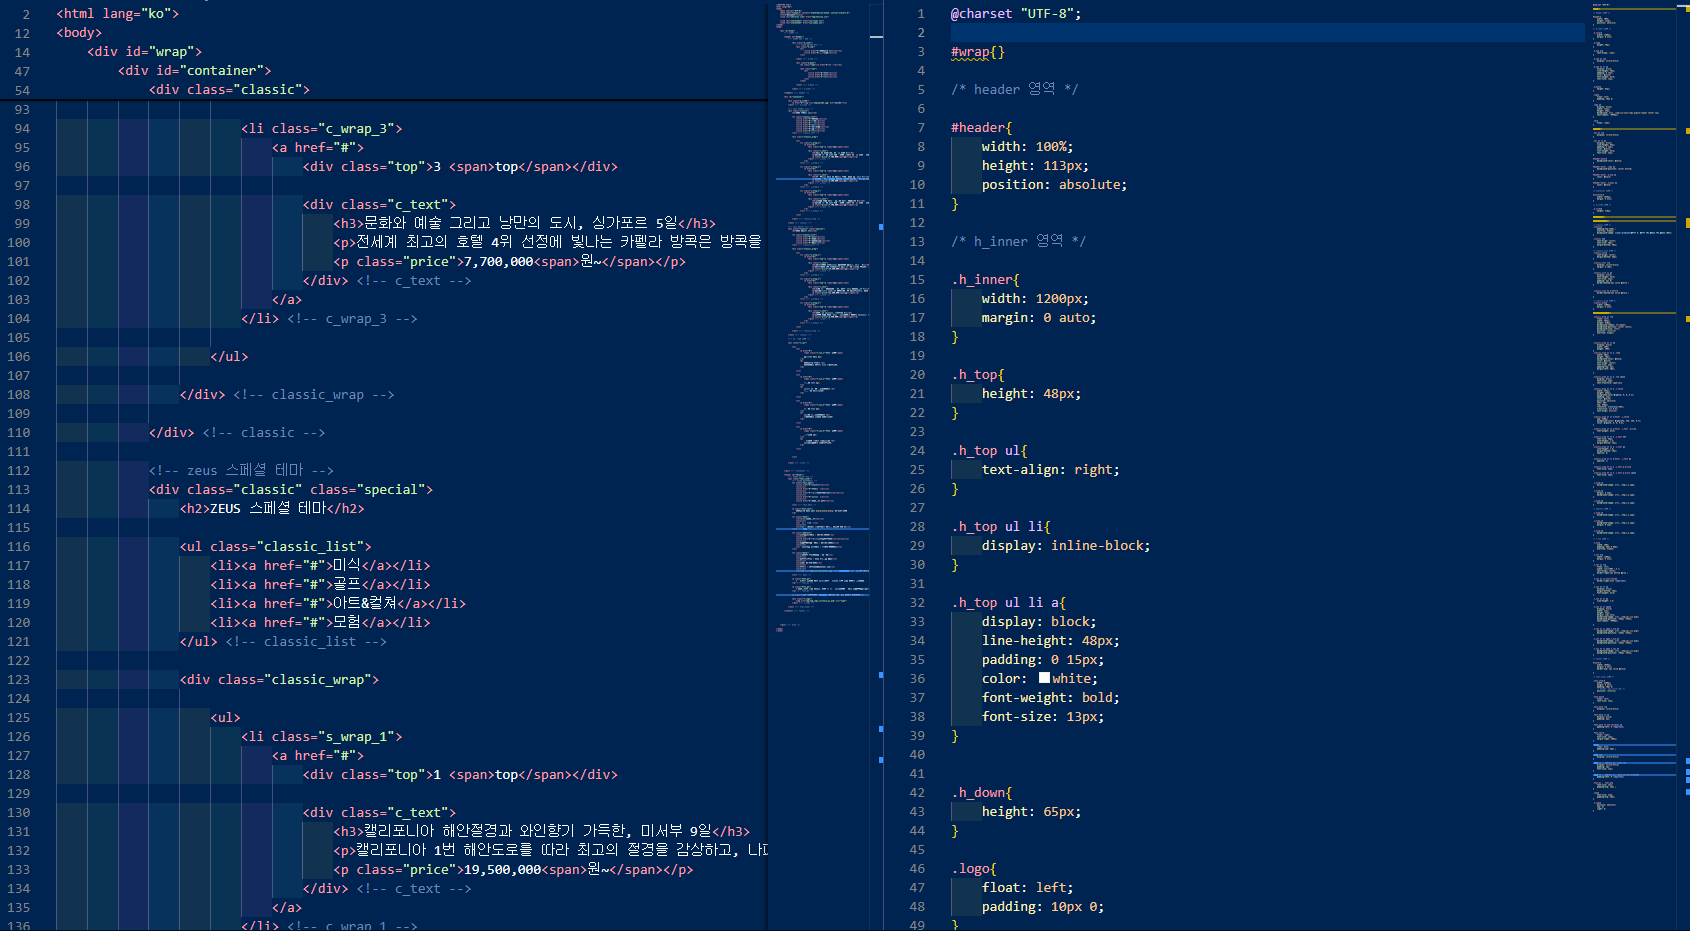 2 <html lang="ko">
12 <body>
14 <div id="wrap">
47 <div id="container">
54 <div class="classic">
93
94 <li class="c_wrap_3">
95 <a href="#">
96 <div class="top">3 <span>top</span></div>
97
98 <div class="c_text">
99 <h3>문화와 예술 그리고 낭만의 도시, 싱가포르 5일</h3>
100 <p>전세계 최고의 호텔 4위 선정에 빛나는 카펠라 방콕은 방콕을
101 <p class="price">7,700,000<span>원~</span></p>
102 </div> <!-- c_text -->
103 </a>
104 </li> <!-- c_wrap_3 -->
105
106 </ul>
107
108 </div> <!-- classic_wrap -->
109
110 </div> <!-- classic -->
111
112 <!-- zeus 스페셜 테마 -->
113 <div class="classic" class="special">
114 <h2>ZEUS 스페셜 테마</h2>
115
116 <ul class="classic_list">
117 <li><a href="#">미식</a></li>
118 <li><a href="#">골프</a></li>
119 <li><a href="#">아트&컬쳐</a></li>
120 <li><a href="#">모험</a></li>
121 </ul> <!-- classic_list -->
122
123 <div class="classic_wrap">
124
125 <ul>
126 <li class="s_wrap_1">
127 <a href="#">
128 <div class="top">1 <span>top</span></div>
129
130 <div class="c_text">
131 <h3>캘리포니아 해안절경과 와인향기 가득한, 미서부 9일</h3>
132 <p>캘리포니아 1번 해안도로를 따라 최고의 절경을 감상하고, 나파
133 <p class="price">19,500,000<span>원~</span></p>
134 </div> <!-- c_text -->
135 </a>
136 </li> <!-- c_wrap_1 -->
1 @charset "UTF-8";
2
3 #wrap{}
4
5 /* header 영역 */
6
7 #header{
8 width: 100%;
9 height: 113px;
10 position: absolute;
11 }
12
13 /* h_inner 영역 */
14
15 .h_inner{
16 width: 1200px;
17 margin: 0 auto;
18 }
19
20 .h_top{
21 height: 48px;
22 }
23
24 .h_top ul{
25 text-align: right;
26 }
27
28 .h_top ul li{
29 display: inline-block;
30 }
31
32 .h_top ul li a{
33 display: block;
34 line-height: 48px;
35 padding: 0 15px;
36 color: white;
37 font-weight: bold;
38 font-size: 13px;
39 }
40
41
42 .h_down{
43 height: 65px;
44 }
45
46 .logo{
47 float: left;
48 padding: 10px 0;
49 }